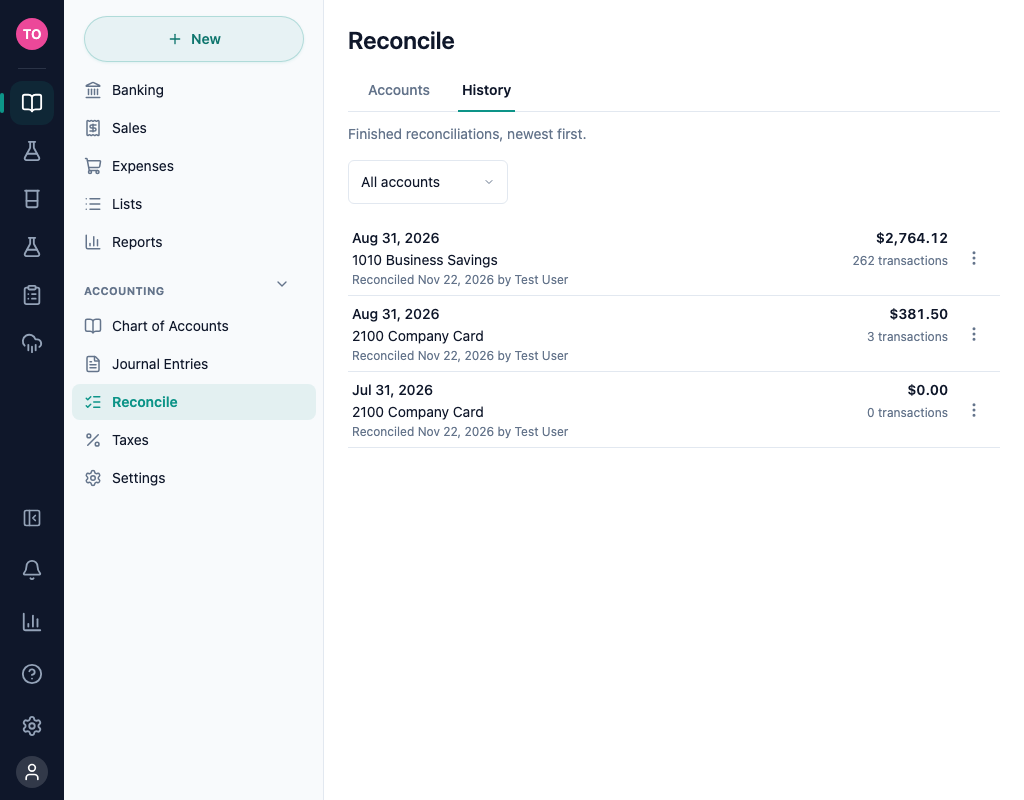 TO
New
Banking
Sales
Expenses
Lists
Reports
ACCOUNTING
Chart of Accounts
Journal Entries
Reconcile
Taxes
Settings
Reconcile
Accounts History
Finished reconciliations, newest first.
All accounts
Aug 31, 2026 $2,764.12
1010 Business Savings 262 transactions
Reconciled Nov 22, 2026 by Test User
Aug 31, 2026 $381.50
2100 Company Card 3 transactions
Reconciled Nov 22, 2026 by Test User
Jul 31, 2026 $0.00
2100 Company Card 0 transactions
Reconciled Nov 22, 2026 by Test User